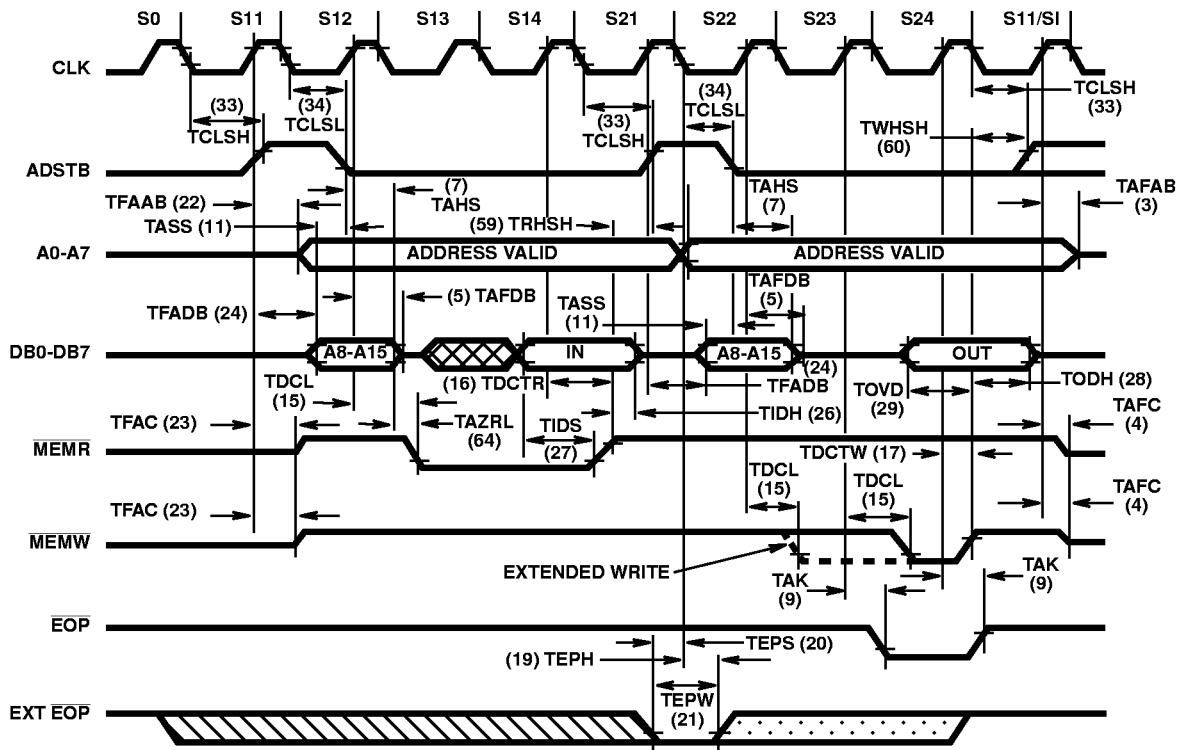 S0 S11 S12 S13 S14 S21 S22 S23 S24 S11/SI
CLK
(33)
TCLSH
(34)
TCLSL
(33)
TCLSH
(34)
TCLSL
TCLSH
(33)
TWHSH
(60)
ADSTB
TFAAB (22)
(7)
TAHS
TAHS
(7)
TAFAB
(3)
TASS (11)
(59) TRHSH
A0-A7
ADDRESS VALID
ADDRESS VALID
TFADB (24)
(5) TAFDB
TASS
(11)
TAFDB
(5)
DB0-DB7
A8-A15
IN
A8-A15
OUT
(24)
TFADB
TDCL
(15)
(16) TDCTR
TOVD
(29)
TODH (28)
TIDH (26)
TFAC (23)
TAZRL
(64)
TIDS
(27)
TAFC
(4)
MEMR
TDCTW (17)
TDCL
(15)
TDCL
(15)
TFAC (23)
TAFC
(4)
MEMW
EXTENDED WRITE
TAK
(9)
TAK
(9)
EOP
TEPS (20)
(19) TEPH
TEPW
(21)
EXT EOP